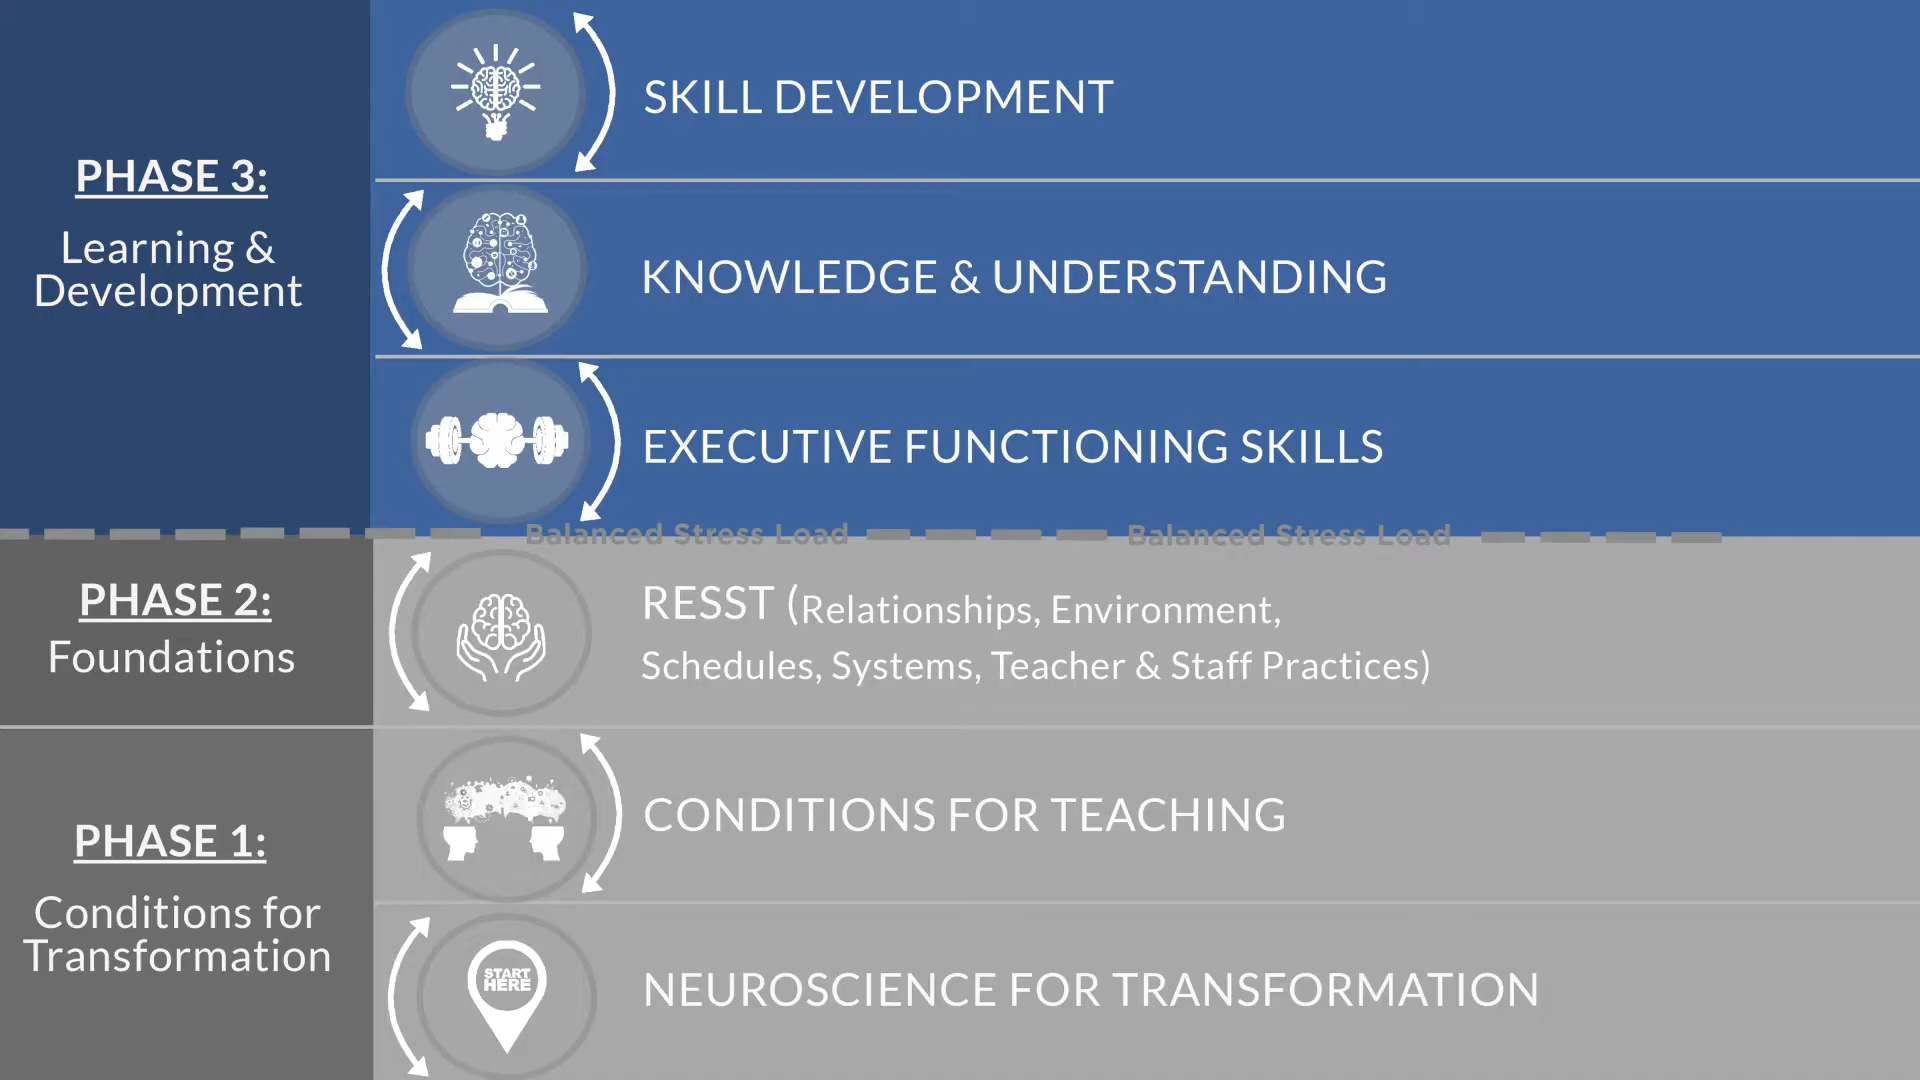 PHASE 3:
Learning &
Development
SKILL DEVELOPMENT
KNOWLEDGE & UNDERSTANDING
EXECUTIVE FUNCTIONING SKILLS
Balanced Stress Load
Balanced Stress Load
PHASE 2:
Foundations
RESST (Relationships, Environment,
Schedules, Systems, Teacher & Staff Practices)
PHASE 1:
Conditions for
Transformation
CONDITIONS FOR TEACHING
START
HERE
NEUROSCIENCE FOR TRANSFORMATION